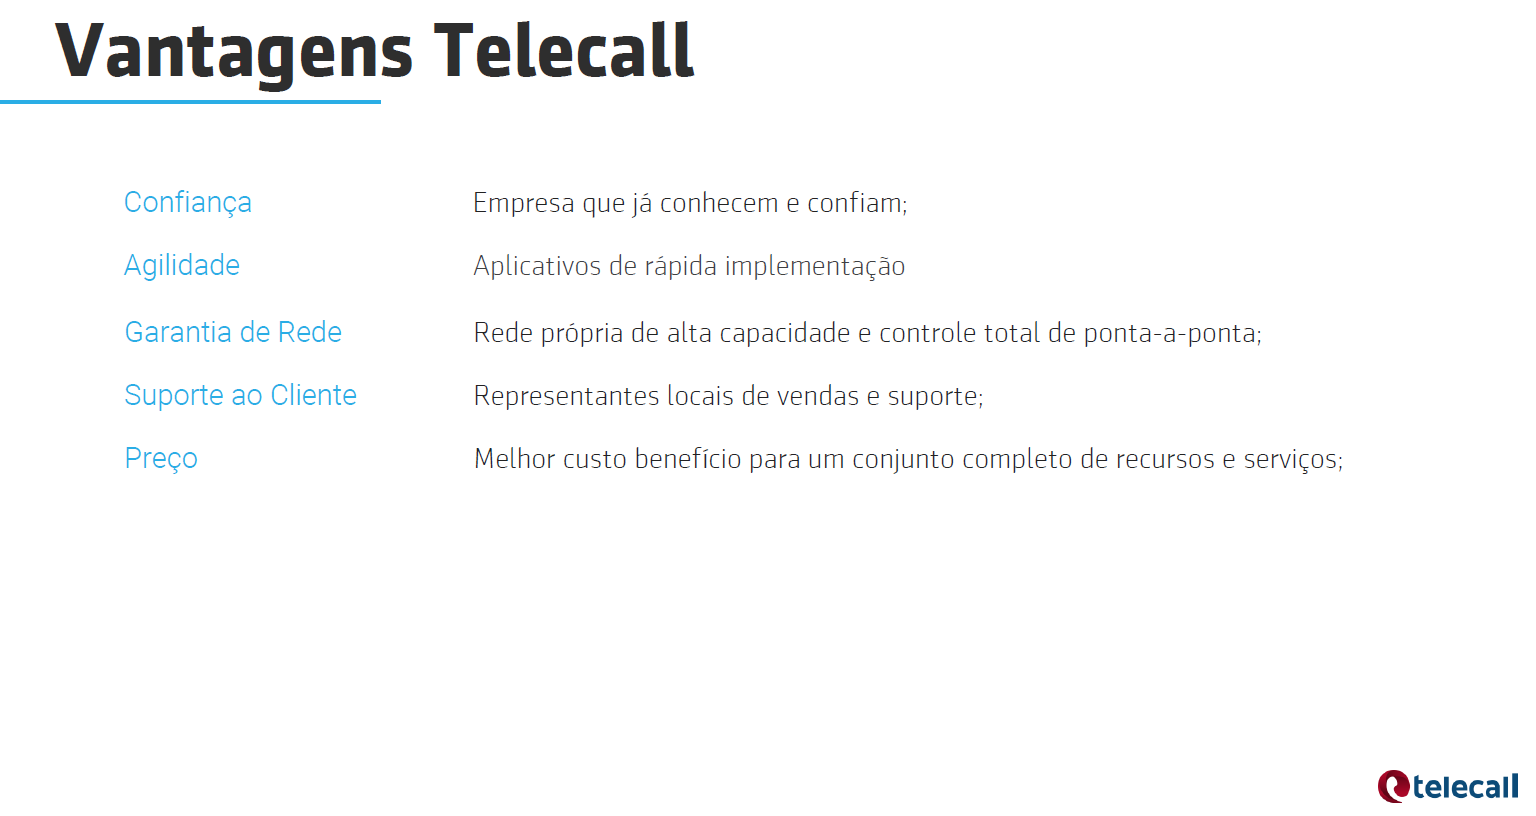 Vantagens Telecall
Confiança Empresa que já conhecem e confiam;
Agilidade Aplicativos de rápida implementação
Garantia de Rede Rede própria de alta capacidade e controle total de ponta-a-ponta;
Suporte ao Cliente Representantes locais de vendas e suporte;
Preço Melhor custo benefício para um conjunto completo de recursos e serviços;
telecall